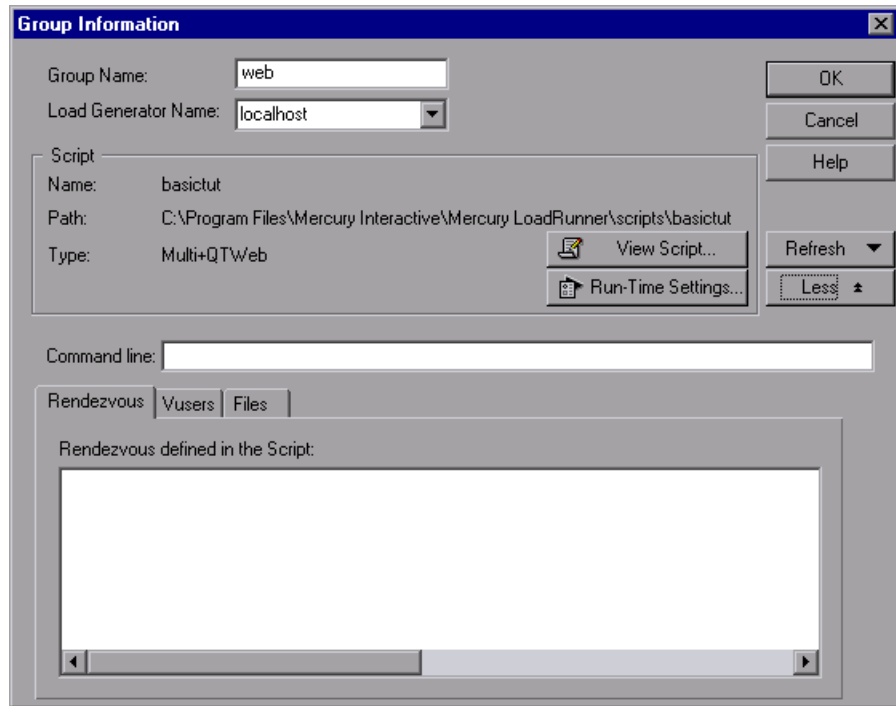 Group Information
Group Name: web
Load Generator Name: localhost
OK
Cancel
Help
Script
Name: basictut
Path: C:\Program Files\Mercury Interactive\Mercury LoadRunner\scripts\basictut
Type: Multi+QTWeb
View Script...
Refresh
Run-Time Settings...
Less
Command line:
Rendezvous Vusers Files
Rendezvous defined in the Script: